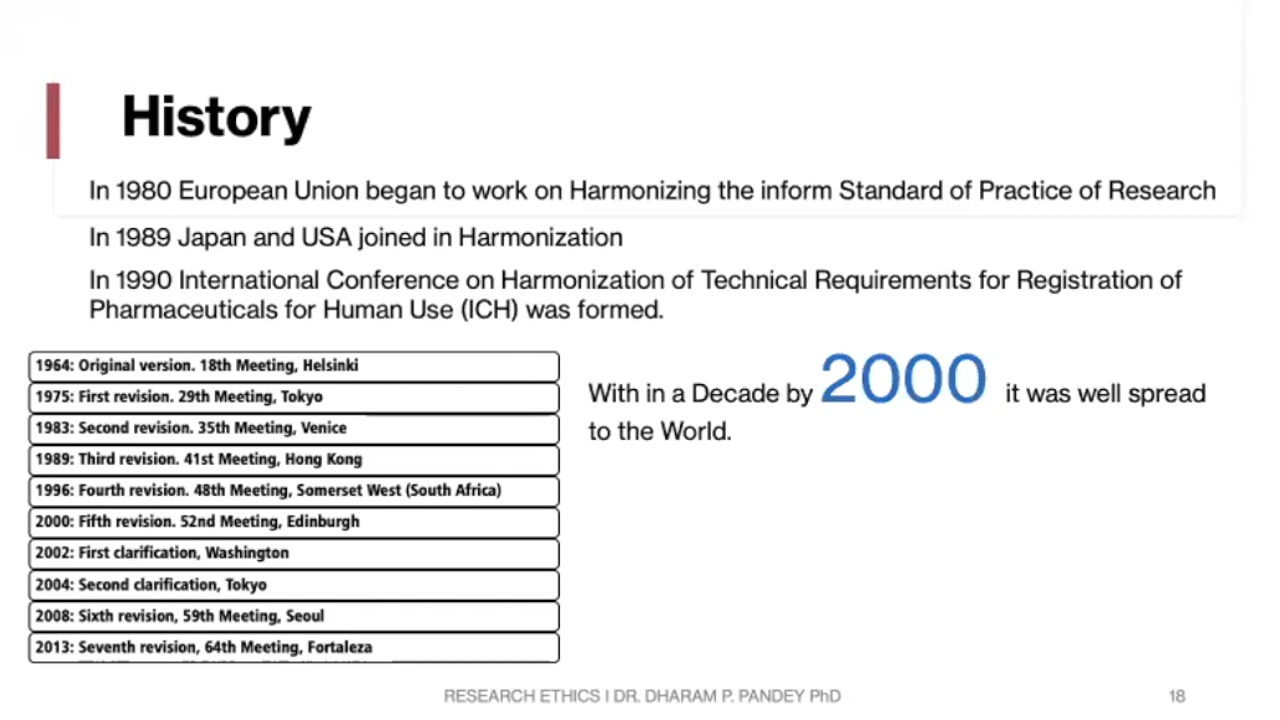 History
In 1980 European Union began to work on Harmonizing the inform Standard of Practice of Research
In 1989 Japan and USA joined in Harmonization
In 1990 International Conference on Harmonization of Technical Requirements for Registration of
Pharmaceuticals for Human Use (ICH) was formed.
1964: Original version. 18th Meeting, Helsinki
1975: First revision. 29th Meeting, Tokyo
1983: Second revision. 35th Meeting, Venice
1989: Third revision. 41st Meeting, Hong Kong
1996: Fourth revision. 48th Meeting, Somerset West (South Africa)
2000: Fifth revision. 52nd Meeting, Edinburgh
2002: First clarification, Washington
2004: Second clarification, Tokyo
2008: Sixth revision, 59th Meeting, Seoul
2013: Seventh revision, 64th Meeting, Fortaleza
With in a Decade by 2000 it was well spread
to the World.
RESEARCH ETHICS I DR. DHARAM P. PANDEY PhD
18